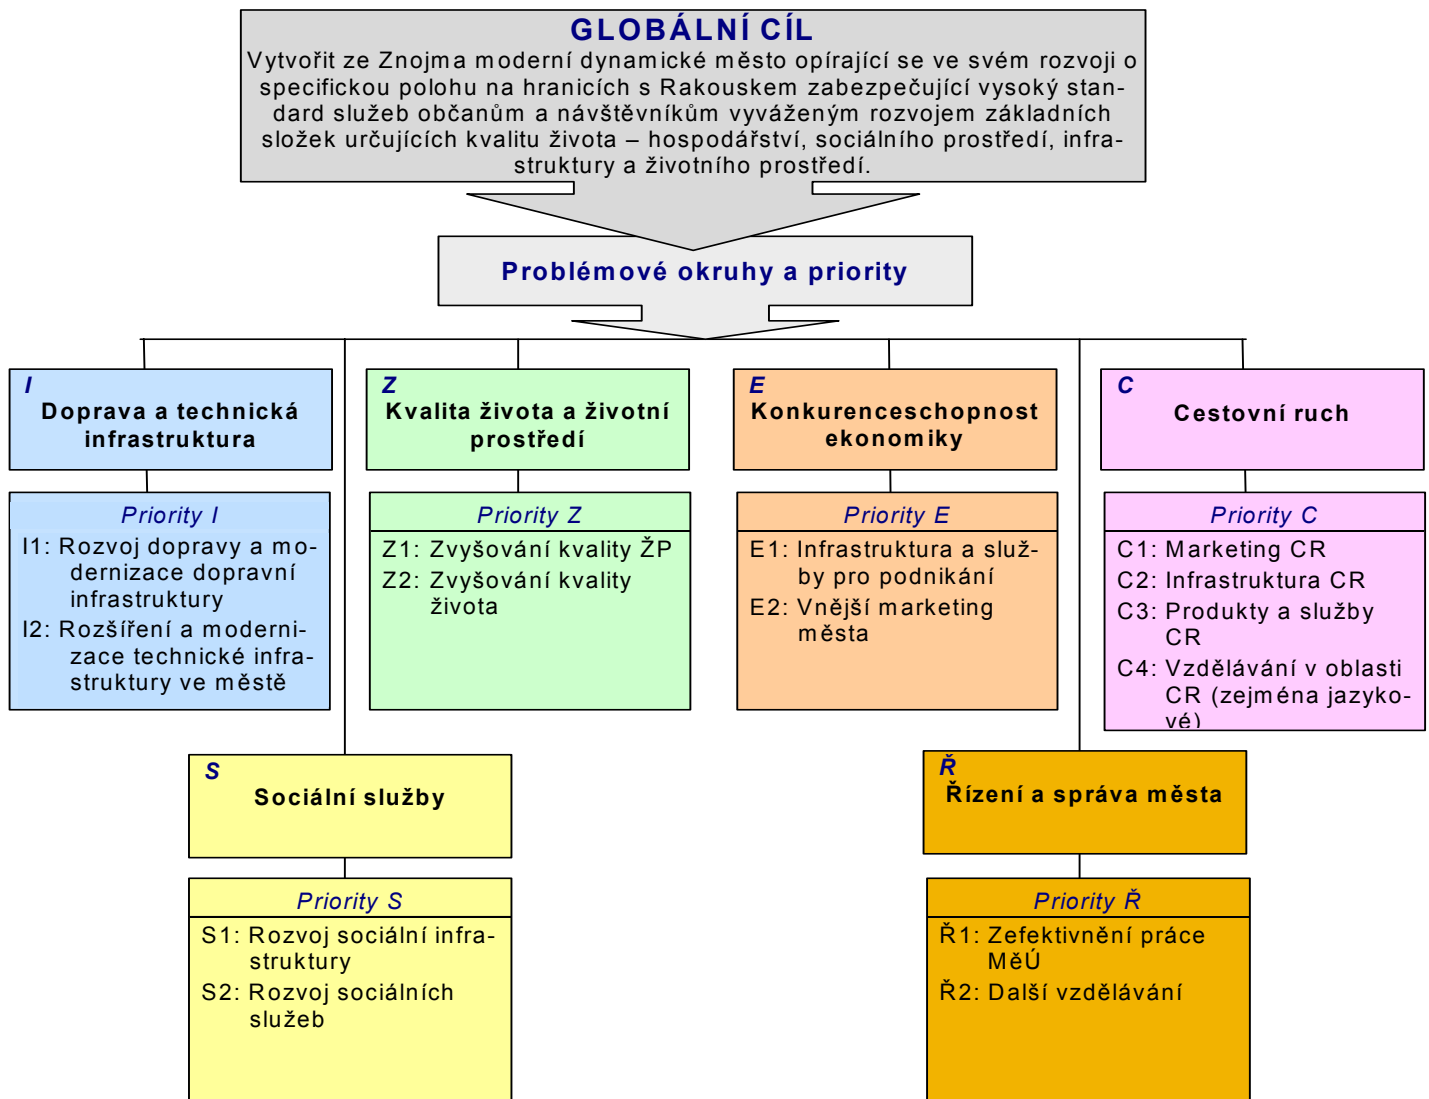 GLOBÁLNÍ CÍL
Vytvořit ze Znojma moderní dynamické město opírající se ve svém rozvoji o
specifickou polohu na hranicích s Rakouskem zabezpečující vysoký stan-
dard služeb občanům a návštěvníkům vyváženým rozvojem základních
složek určujících kvalitu života – hospodářství, sociálního prostředí, infra-
struktury a životního prostředí.
Problémové okruhy a priority
I
Doprava a technická
infrastruktura
Priority I
I1: Rozvoj dopravy a mo-
dernizace dopravní
infrastruktury
I2: Rozšíření a moderni-
zace technické infra-
struktury ve městě
Z
Kvalita života a životní
prostředí
Priority Z
Z1: Zvyšování kvality ŽP
Z2: Zvyšování kvality
života
E
Konkurenceschopnost
ekonomiky
Priority E
E1: Infrastruktura a služ-
by pro podnikání
E2: Vnější marketing
města
C
Cestovní ruch
Priority C
C1: Marketing CR
C2: Infrastruktura CR
C3: Produkty a služby
CR
C4: Vzdělávání v oblasti
CR (zejména jazyko-
vé)
S
Sociální služby
Priority S
S1: Rozvoj sociální infra-
struktury
S2: Rozvoj sociálních
služeb
Ř
Řízení a správa města
Priority Ř
Ř1: Zefektivnění práce
MěÚ
Ř2: Další vzdělávání